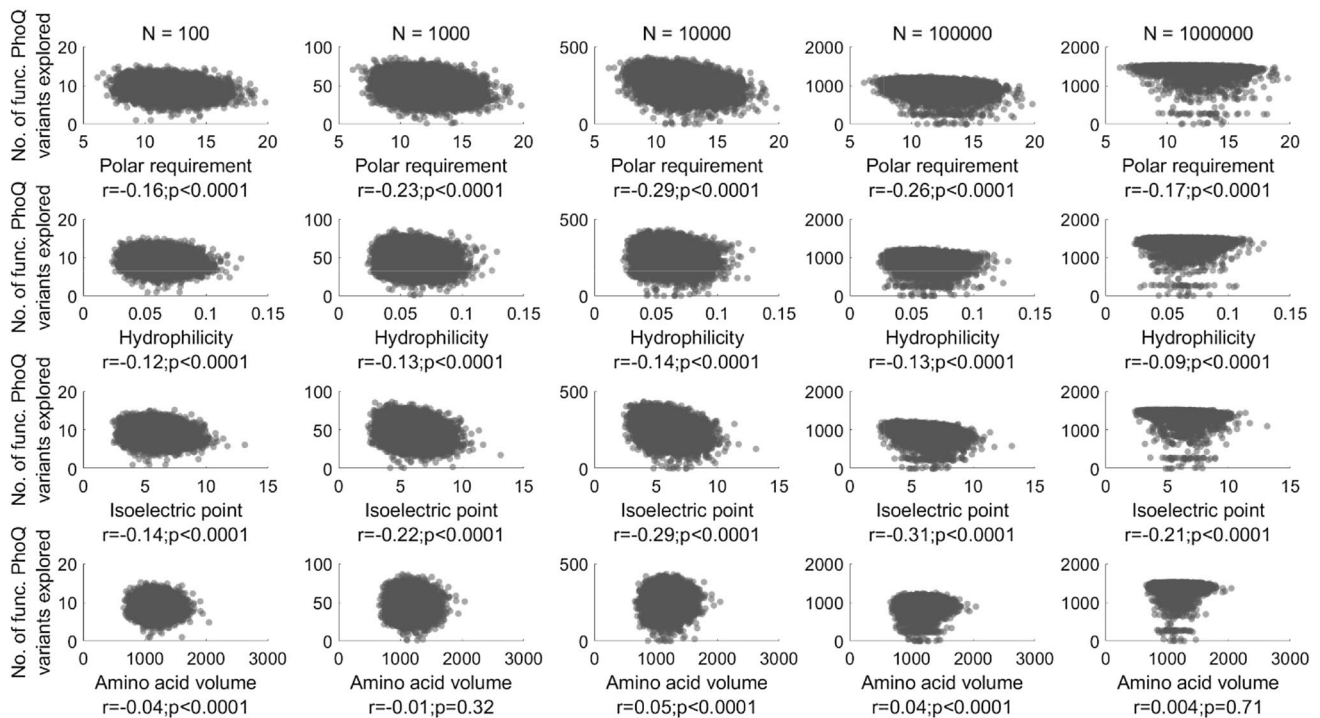 N = 100 N = 1000 N = 10000 N = 100000 N = 1000000
No. of func. PhoQ
variants explored
20 100 500 2000 2000
10 50 1000 1000
0 0 0 0 0
5 10 15 20 5 10 15 20 5 10 15 20 5 10 15 20 5 10 15 20
Polar requirement Polar requirement Polar requirement Polar requirement Polar requirement
r=-0.16;p<0.0001 r=-0.23;p<0.0001 r=-0.29;p<0.0001 r=-0.26;p<0.0001 r=-0.17;p<0.0001
No. of func. PhoQ
variants explored
20 100 500 2000 2000
10 50 1000 1000
0 0 0 0 0
0 0.05 0.1 0.15 0 0.05 0.1 0.15 0 0.05 0.1 0.15 0 0.05 0.1 0.15 0 0.05 0.1 0.15
Hydrophilicity Hydrophilicity Hydrophilicity Hydrophilicity Hydrophilicity
r=-0.12;p<0.0001 r=-0.13;p<0.0001 r=-0.14;p<0.0001 r=-0.13;p<0.0001 r=-0.09;p<0.0001
No. of func. PhoQ
variants explored
20 100 500 2000 2000
10 50 1000 1000
0 0 0 0 0
0 5 10 15 0 5 10 15 0 5 10 15 0 5 10 15 0 5 10 15
Isoelectric point Isoelectric point Isoelectric point Isoelectric point Isoelectric point
r=-0.14;p<0.0001 r=-0.22;p<0.0001 r=-0.29;p<0.0001 r=-0.31;p<0.0001 r=-0.21;p<0.0001
No. of func. PhoQ
variants explored
20 100 500 2000 2000
10 50 1000 1000
0 0 0 0 0
0 1000 2000 3000 0 1000 2000 3000 0 1000 2000 3000 0 1000 2000 3000 0 1000 2000 3000
Amino acid volume Amino acid volume Amino acid volume Amino acid volume Amino acid volume
r=-0.04;p<0.0001 r=-0.01;p=0.32 r=0.05;p<0.0001 r=0.04;p<0.0001 r=0.004;p=0.71